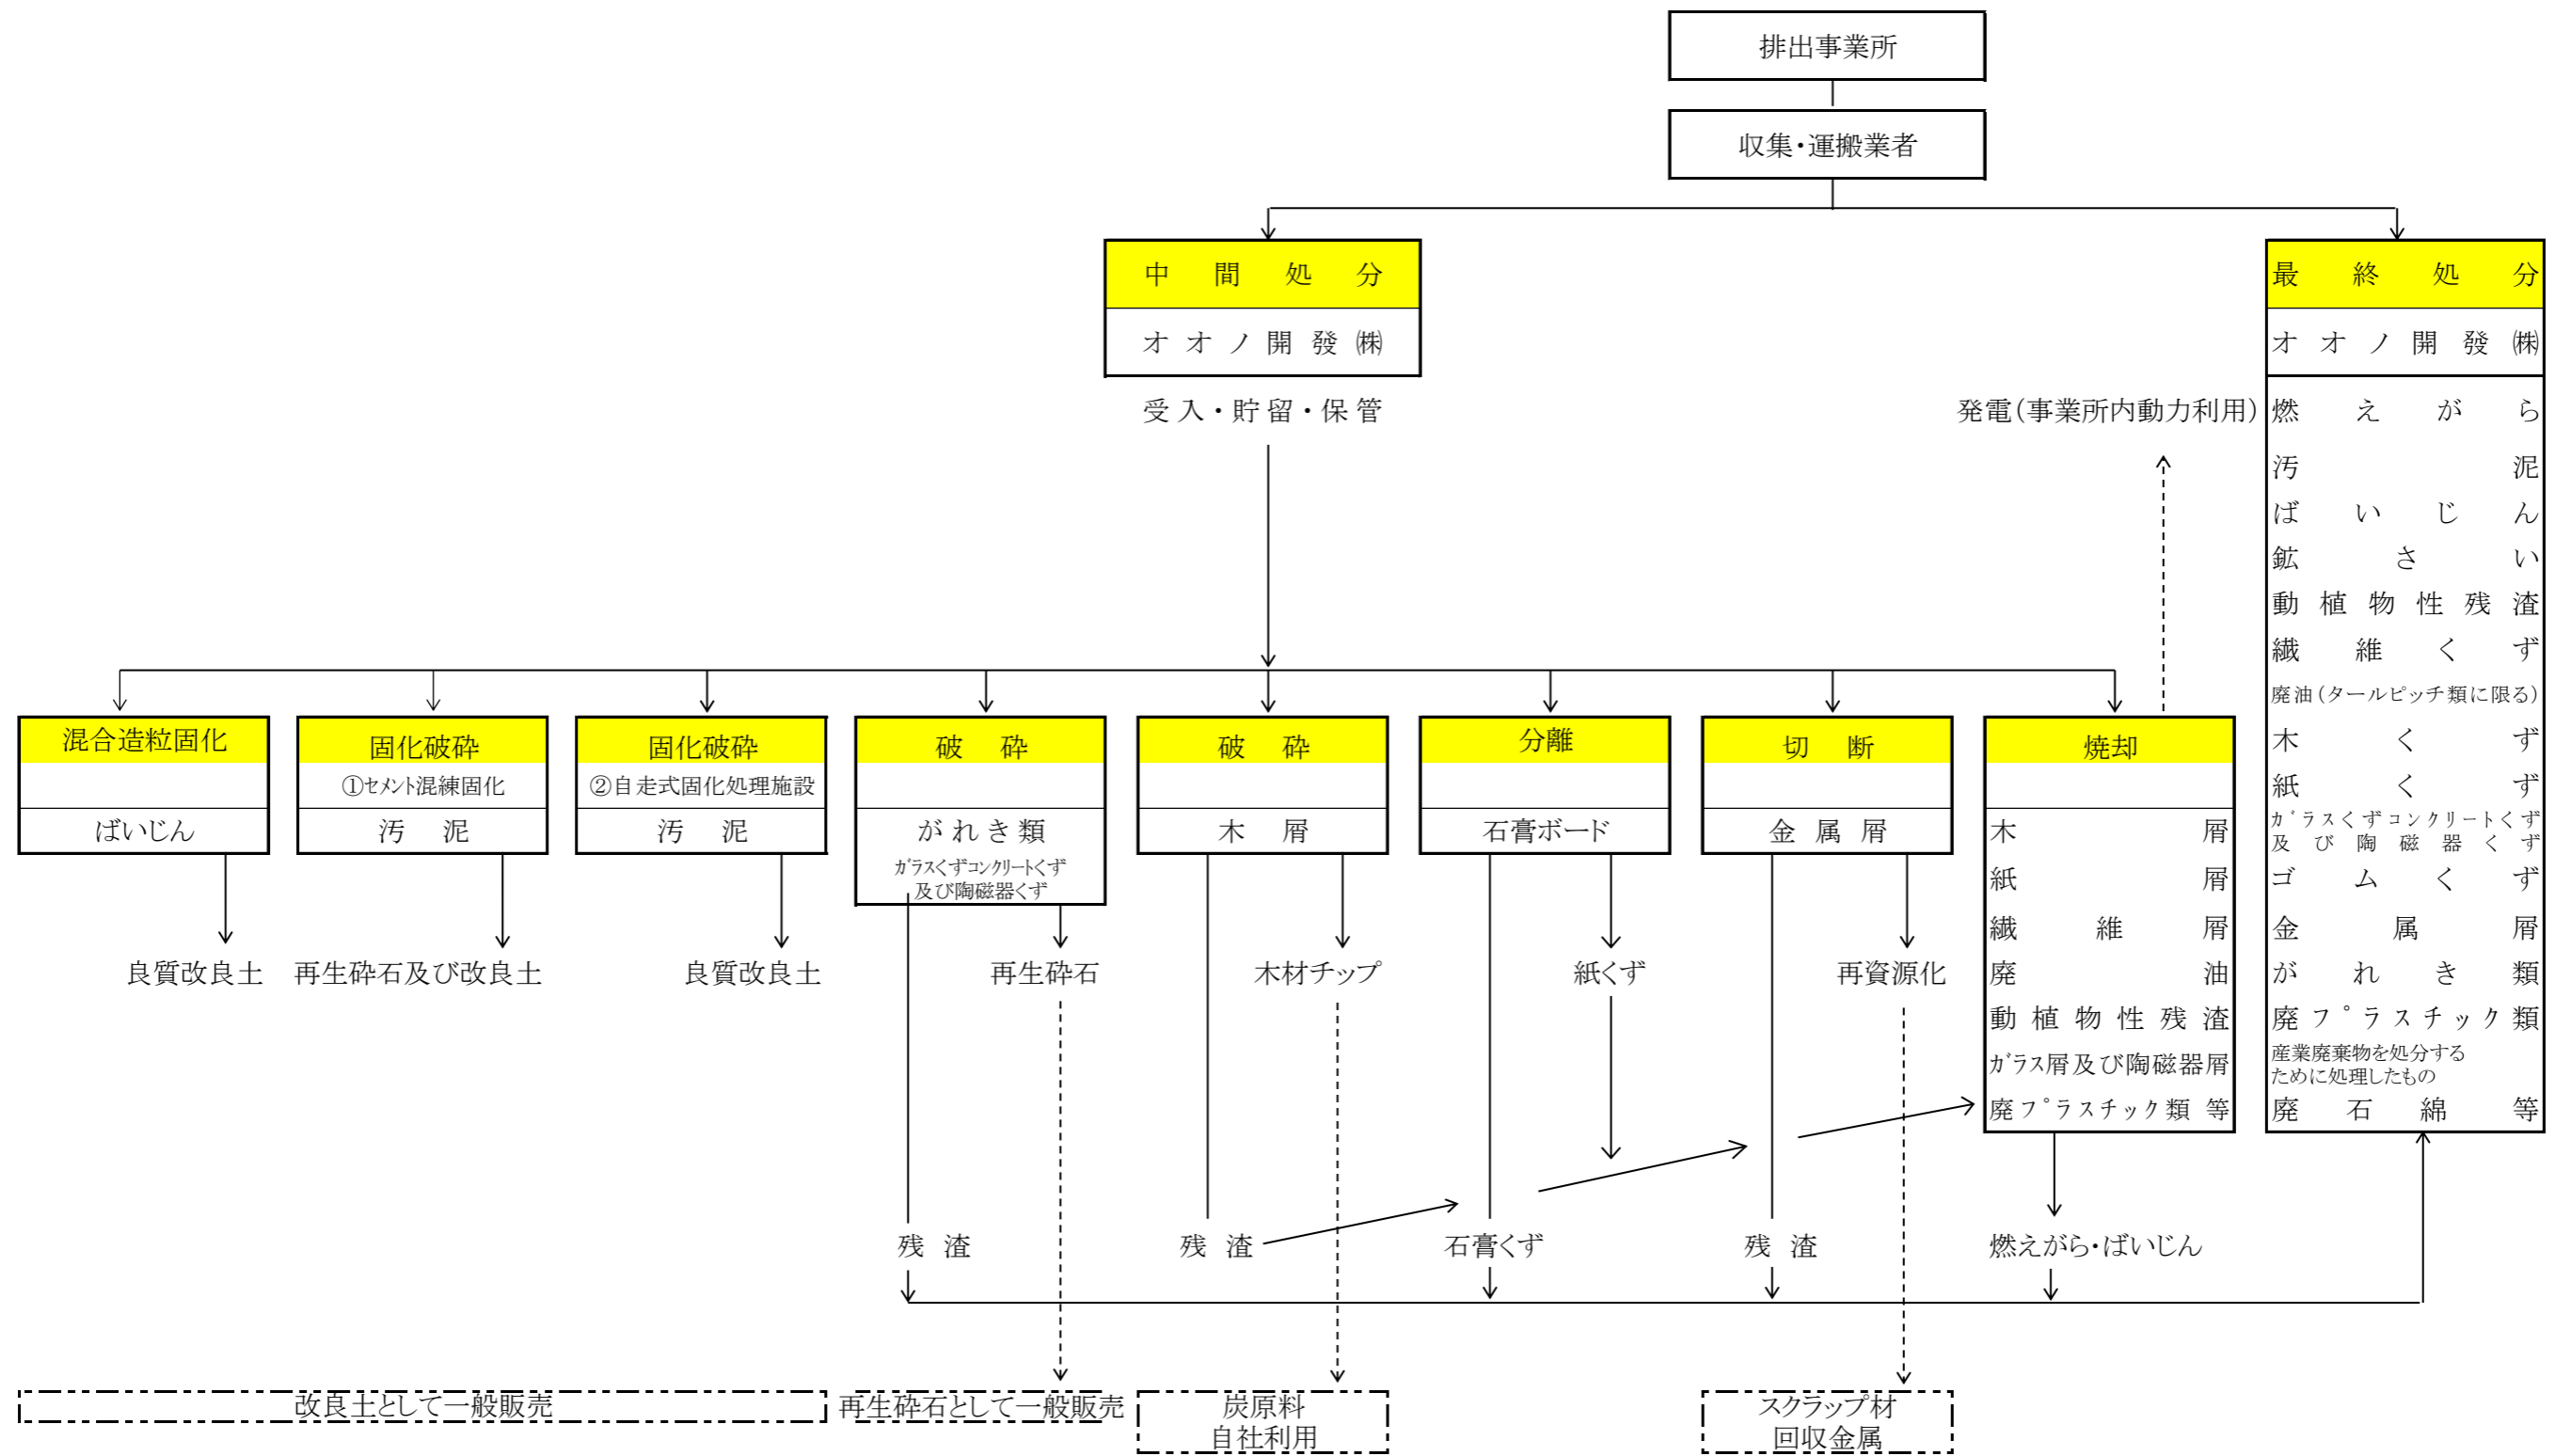 排出事業所
収集・運搬業者
中間処分
オオノ開發㈱
受入・貯留・保管
発電(事業所内動力利用)
最終処分
オオノ開發㈱
燃えがら
汚泥
ばいじん
鉱さい
動植物性残渣
繊維くず
廃油(タールピッチ類に限る)
木くず
紙くず
ガラスくずコンクリートくず
及び陶磁器くず
ゴムくず
金属屑
がれき類
廃プラスチック類
産業廃棄物を処分する
ために処理したもの
廃石綿等
混合造粒固化
ばいじん
良質改良土
固化破砕
①セメント混練固化
汚泥
再生砕石及び改良土
固化破砕
②自走式固化処理施設
汚泥
良質改良土
破砕
がれき類
ガラスくずコンクリートくず
及び陶磁器くず
再生砕石
残渣
破砕
木屑
木材チップ
残渣
分離
石膏ボード
紙くず
石膏くず
切断
金属屑
再資源化
残渣
焼却
木屑
紙屑
繊維屑
廃油
動植物性残渣
ガラス屑及び陶磁器屑
廃プラスチック類等
燃えがら・ばいじん
改良土として一般販売
再生砕石として一般販売
炭原料
自社利用
スクラップ材
回収金属